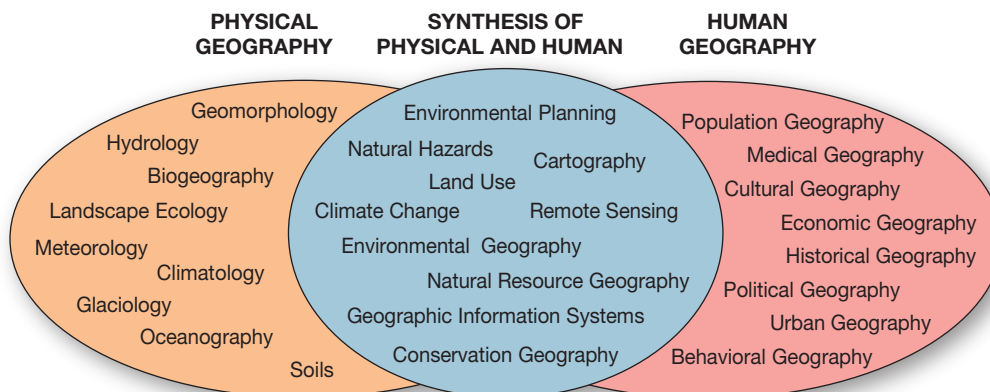 PHYSICAL
GEOGRAPHY
SYNTHESIS OF
PHYSICAL AND HUMAN
HUMAN
GEOGRAPHY
Geomorphology
Hydrology
Biogeography
Landscape Ecology
Meteorology
Climatology
Glaciology
Oceanography
Soils
Environmental Planning
Natural Hazards
Cartography
Land Use
Climate Change
Remote Sensing
Environmental Geography
Natural Resource Geography
Geographic Information Systems
Conservation Geography
Population Geography
Medical Geography
Cultural Geography
Economic Geography
Historical Geography
Political Geography
Urban Geography
Behavioral Geography